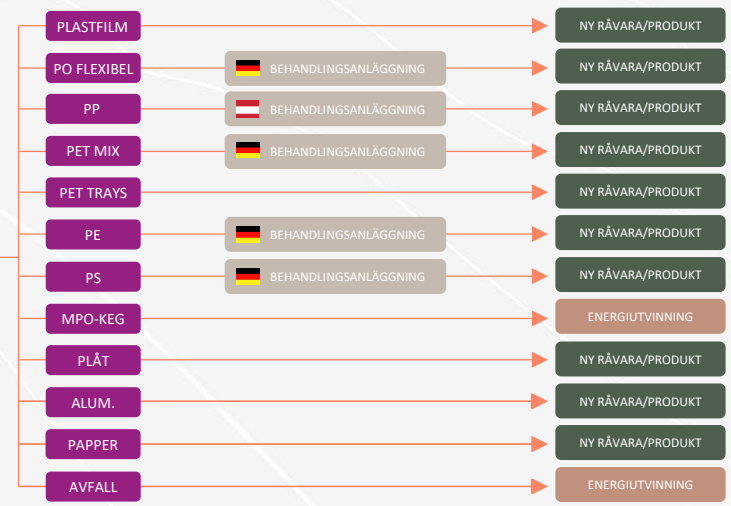 PLASTFILM NY RÅVARA/PRODUKT
PO FLEXIBEL BEHANDLINGSANLÄGGNING NY RÅVARA/PRODUKT
PP BEHANDLINGSANLÄGGNING NY RÅVARA/PRODUKT
PET MIX BEHANDLINGSANLÄGGNING NY RÅVARA/PRODUKT
PET TRAYS NY RÅVARA/PRODUKT
PE BEHANDLINGSANLÄGGNING NY RÅVARA/PRODUKT
PS BEHANDLINGSANLÄGGNING NY RÅVARA/PRODUKT
MPO-KEG ENERGIUTVINNING
PLÅT NY RÅVARA/PRODUKT
ALUM. NY RÅVARA/PRODUKT
PAPPER NY RÅVARA/PRODUKT
AVFALL ENERGIUTVINNING